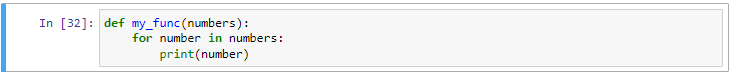 In [32]: def my_func(numbers):
    for number in numbers:
        print(number)